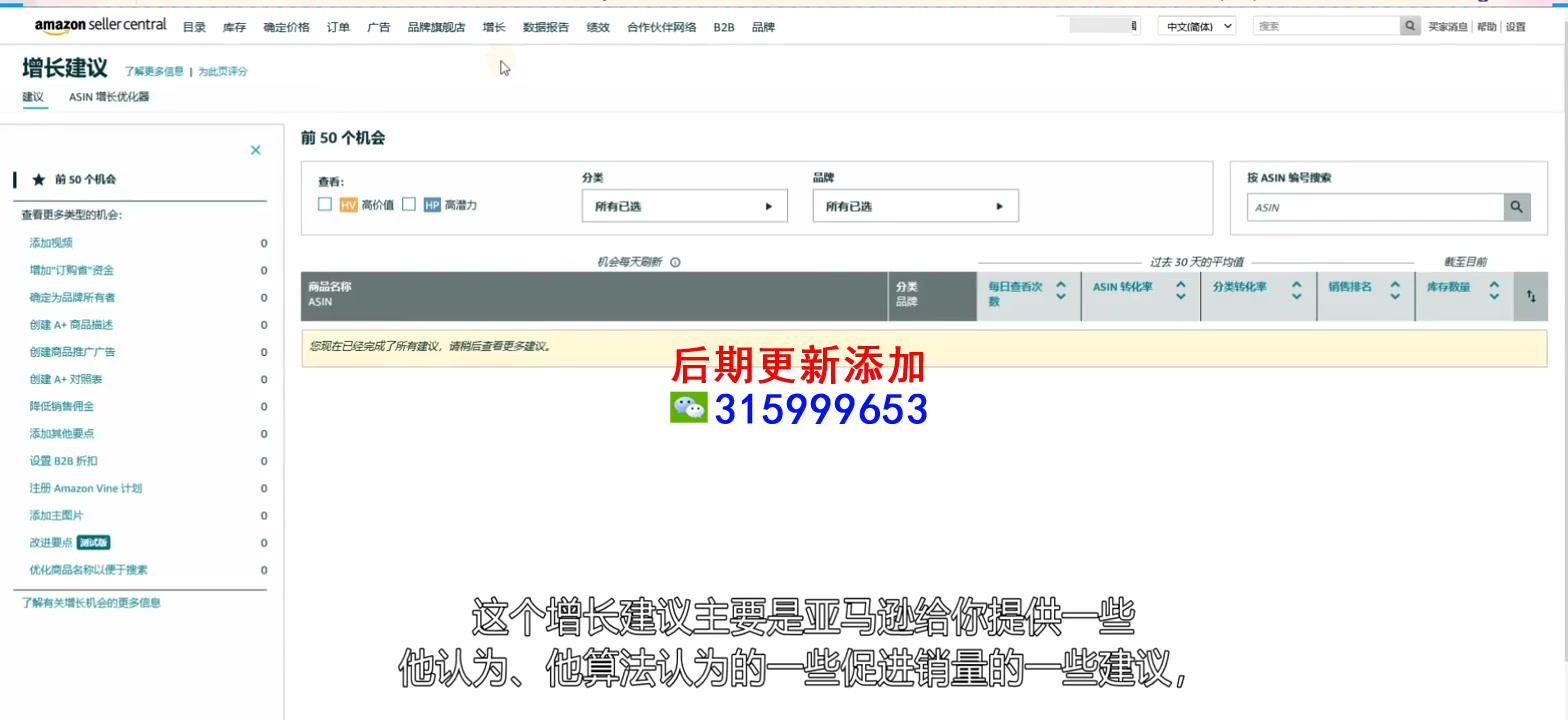 amazon seller central 目录 库存 确定价格 订单 广告 品牌旗舰店 增长 数据报告 绩效 合作伙伴网络 B2B 品牌 中文(简体) 搜索 买家消息 | 帮助 | 设置
增长建议 了解更多信息 | 为此页评分
建议 ASIN 增长优化器
前 50 个机会
查看更多类型的机会:
添加视频 0
增加"订购省"资金 0
确定为品牌所有者 0
创建 A+ 商品描述 0
创建商品推广广告 0
创建 A+ 对照表 0
降低销售佣金 0
添加其他要点 0
设置 B2B 折扣 0
注册 Amazon Vine 计划 0
添加主图片 0
改进要点 测试版 0
优化商品名称以便于搜索 0
了解有关增长机会的更多信息
前 50 个机会
查看:
HV 高价值 HP 高潜力
分类
所有已选
品牌
所有已选
按 ASIN 编号搜索
ASIN
机会每天刷新
过去 30 天的平均值
截至目前
商品名称
ASIN
分类
品牌
每日查看次
数
ASIN 转化率
分类转化率
销售排名
库存数量
您现在已经完成了所有建议，请稍后查看更多建议。
后期更新添加
315999653
这个增长建议主要是亚马逊给你提供一些
他认为、他算法认为的一些促进销量的一些建议,